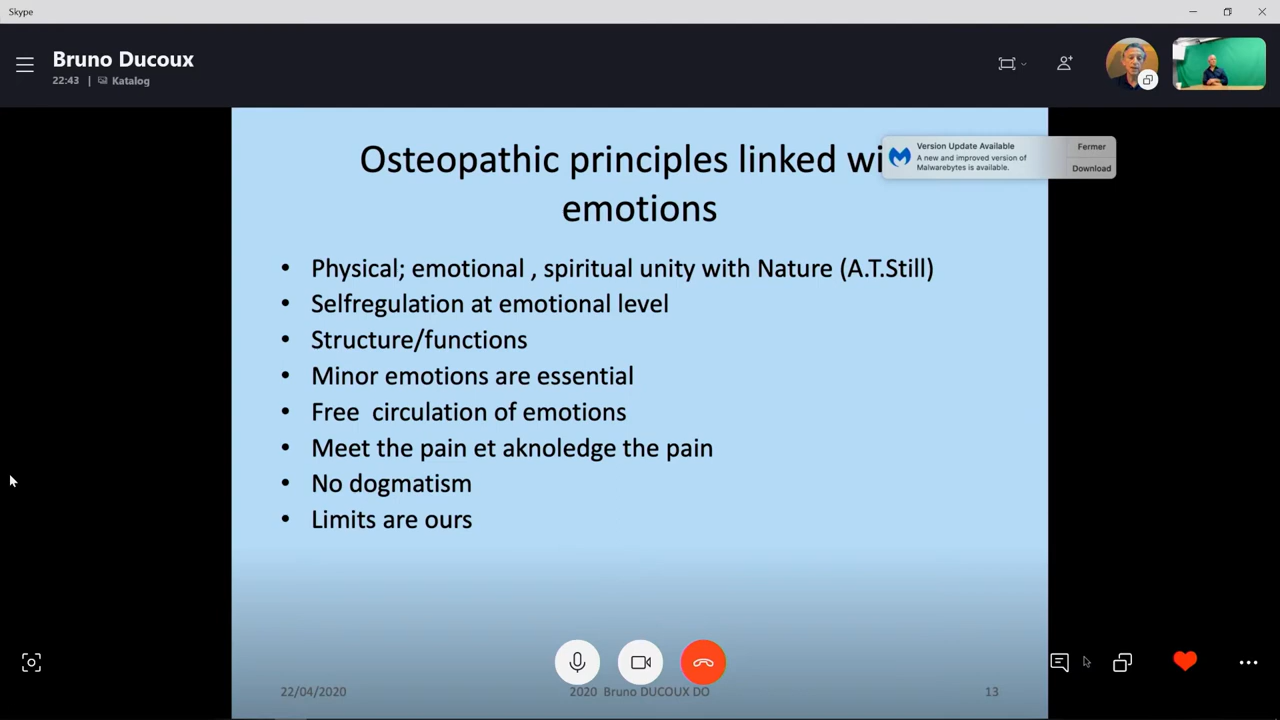 Skype
Bruno Ducoux
22:43 | Katalog
Osteopathic principles linked wi
emotions
Version Update Available
A new and improved version of
Malwarebytes is available.
Fermer
Download
• Physical; emotional , spiritual unity with Nature (A.T.Still)
• Selfregulation at emotional level
• Structure/functions
• Minor emotions are essential
• Free  circulation of emotions
• Meet the pain et aknoledge the pain
• No dogmatism
• Limits are ours
22/04/2020
2020  Bruno DUCOUX DO
13